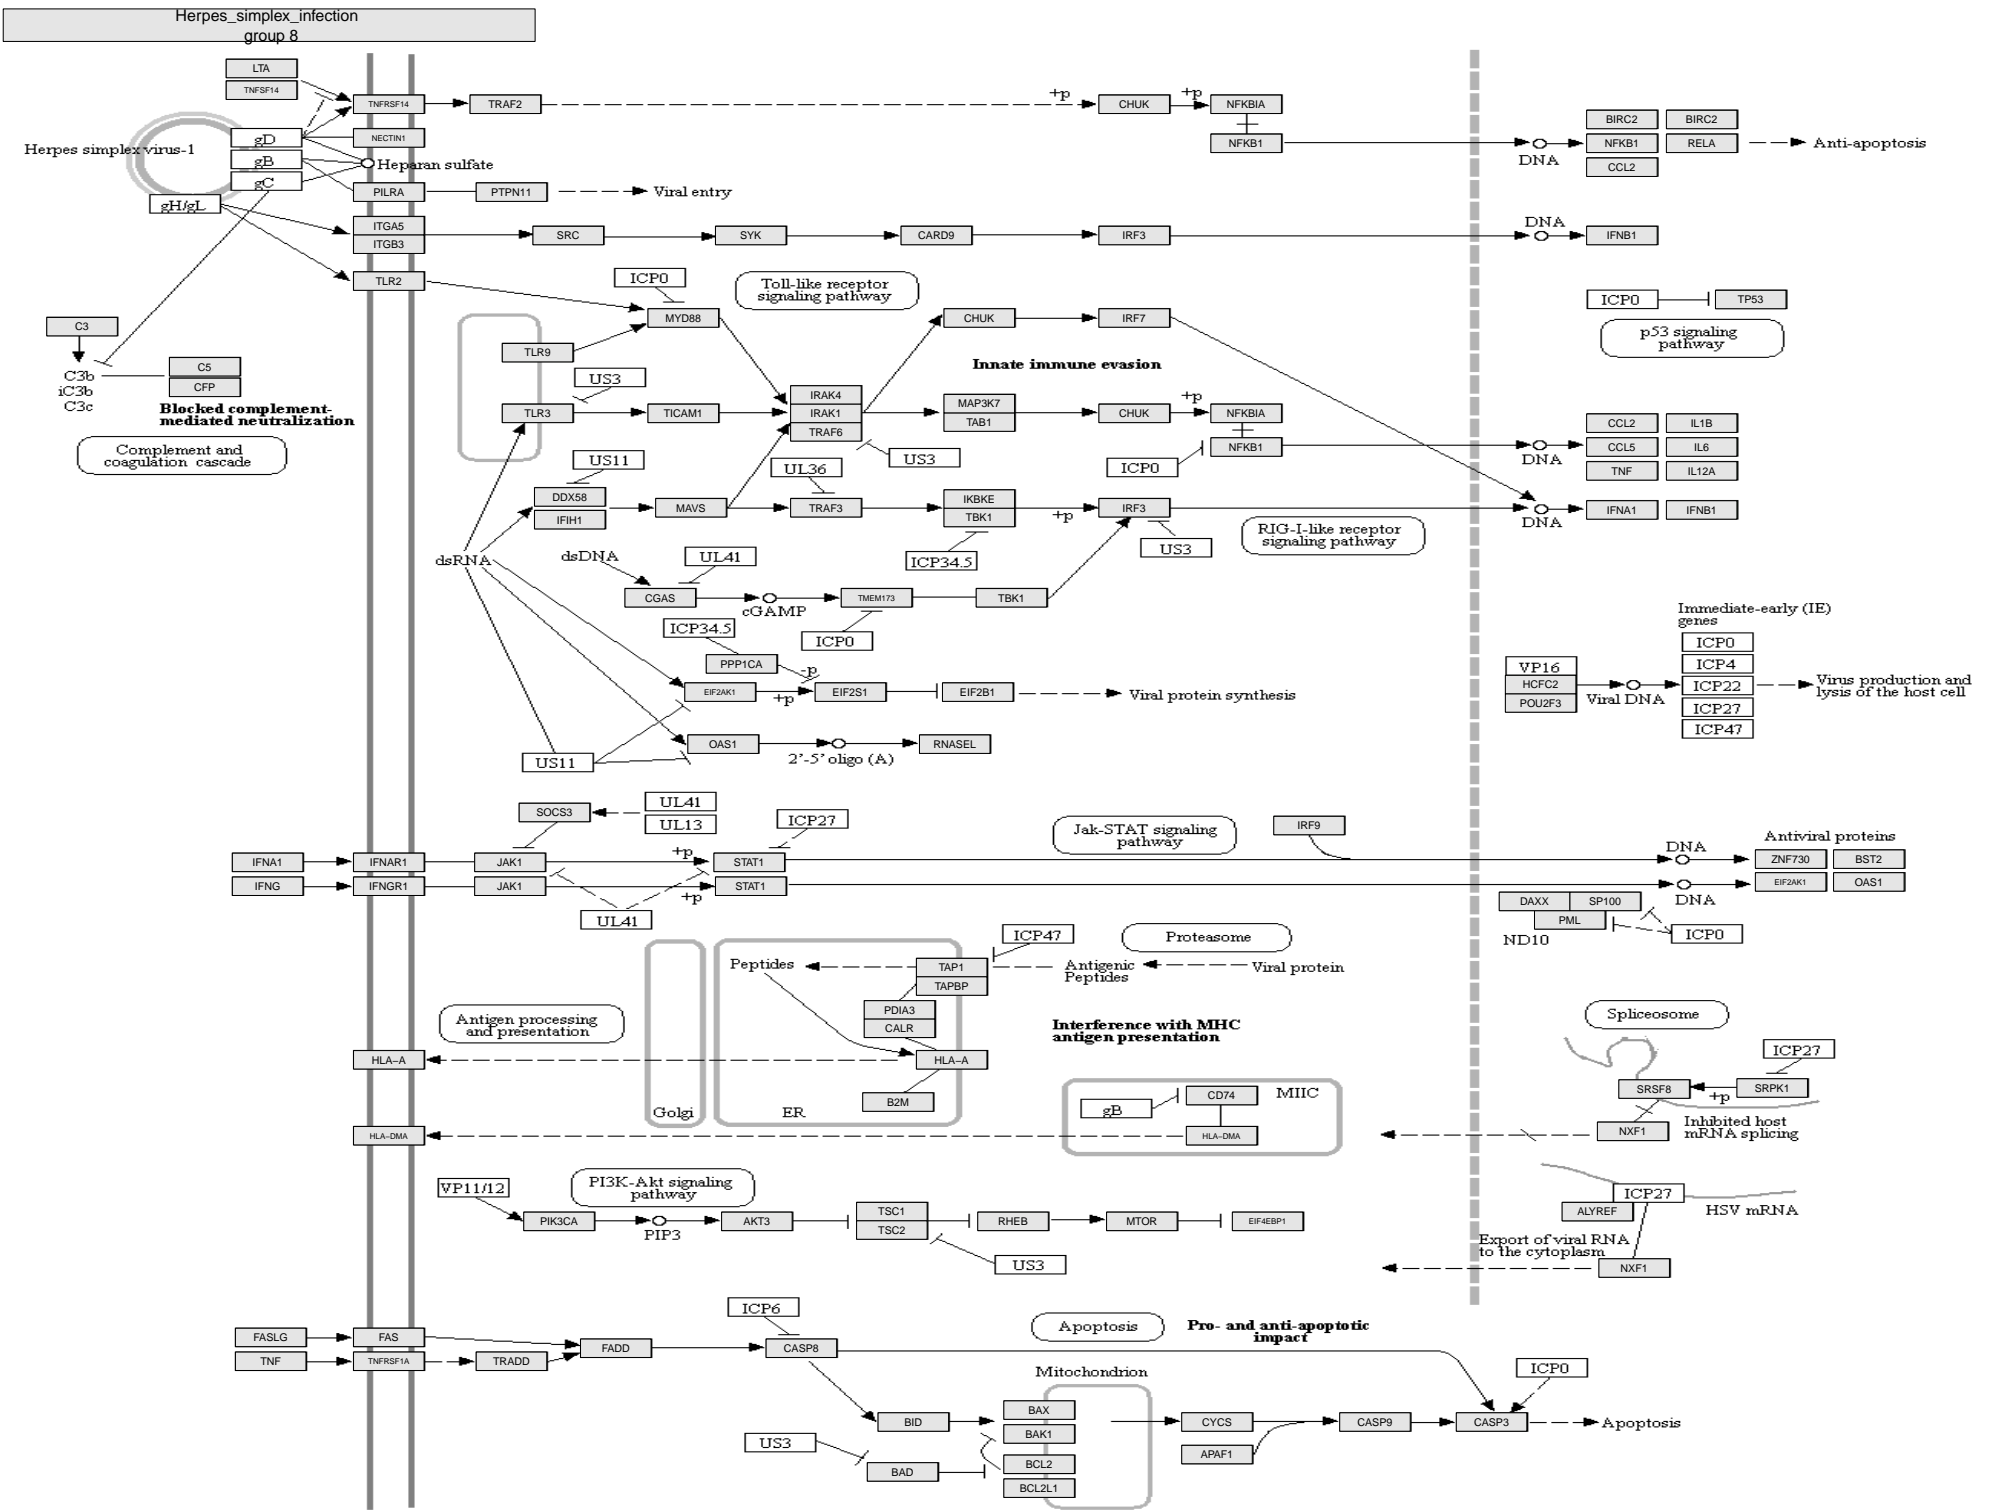 Herpes_simplex_infection
group 8
LTA
TNFSF14
TNFRSF14
TRAF2
+p
CHUK
+p
NFKBIA
NFKB1
DNA
BIRC2
BIRC2
NFKB1
RELA
CCL2
Anti-apoptosis
Herpes simplex virus-1
gD
gB
gC
gH/gL
NECTIN1
Heparan sulfate
PILRA
PTPN11
Viral entry
ITGA5
ITGB3
SRC
SYK
CARD9
IRF3
DNA
IFNB1
TLR2
ICP0
Toll-like receptor
signaling pathway
MYD88
CHUK
IRF7
ICP0
TP53
p53 signaling
pathway
C3
C3b
iC3b
C3c
C5
CFP
Blocked complement-
mediated neutralization
Complement and
coagulation cascade
TLR9
US3
TLR3
TICAM1
IRAK4
IRAK1
TRAF6
Innate immune evasion
MAP3K7
TAB1
CHUK
+p
NFKBIA
NFKB1
US3
ICP0
DNA
CCL2
IL1B
CCL5
IL6
TNF
IL12A
US11
UL36
DDX58
IFIH1
MAVS
TRAF3
IKBKE
TBK1
+p
IRF3
DNA
IFNA1
IFNB1
RIG-I-like receptor
signaling pathway
dsRNA
dsDNA
UL41
ICP34.5
US3
CGAS
cGAMP
TMEM173
TBK1
ICP34.5
ICP0
PPP1CA
-p
EIF2AK1
+p
EIF2S1
EIF2B1
Viral protein synthesis
OAS1
2'-5' oligo (A)
RNASEL
US11
Immediate-early (IE)
genes
ICP0
ICP4
ICP22
ICP27
ICP47
VP16
HCFC2
POU2F3
Viral DNA
Virus production and
lysis of the host cell
SOCS3
UL41
UL13
ICP27
Jak-STAT signaling
pathway
IRF9
Antiviral proteins
IFNA1
IFNAR1
JAK1
+p
STAT1
DNA
ZNF730
BST2
IFNG
IFNGR1
JAK1
+p
STAT1
DNA
EIF2AK1
OAS1
UL41
DAXX
SP100
PML
ND10
ICP0
ICP47
Proteasome
Peptides
TAP1
TAPBP
Antigenic
Peptides
Viral protein
PDIA3
CALR
Antigen processing
and presentation
Interference with MHC
antigen presentation
Spliceosome
HLA-A
HLA-A
B2M
Golgi
ER
gB
CD74
MIIC
HLA-DMA
HLA-DMA
ICP27
SRSF8
+p
SRPK1
NXF1
Inhibited host
mRNA splicing
VP11/12
PI3K-Akt signaling
pathway
PIK3CA
PIP3
AKT3
TSC1
TSC2
RHEB
MTOR
EIF4EBP1
US3
ICP27
ALYREF
HSV mRNA
Export of viral RNA
to the cytoplasm
NXF1
ICP6
Apoptosis
Pro- and anti-apoptotic
impact
FASLG
FAS
FADD
CASP8
TNF
TNFRSF1A
TRADD
Mitochondrion
ICP0
BID
BAX
BAK1
BCL2
BCL2L1
CYCS
APAF1
CASP9
CASP3
Apoptosis
US3
BAD